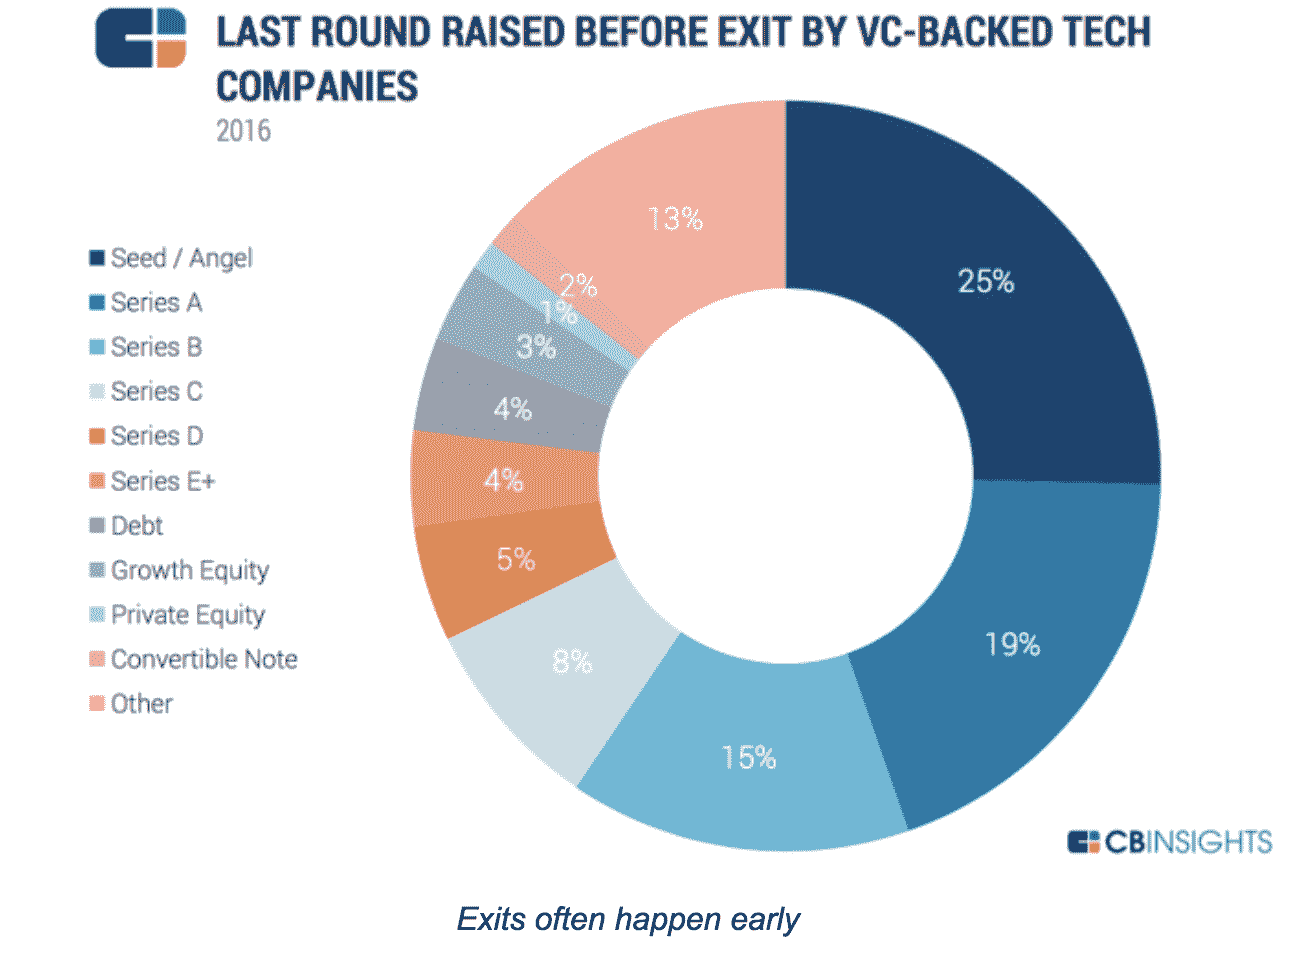 LAST ROUND RAISED BEFORE EXIT BY VC-BACKED TECH
COMPANIES
2016
Seed / Angel
Series A
Series B
Series C
Series D
Series E+
Debt
Growth Equity
Private Equity
Convertible Note
Other
13%
25%
2%
1%
3%
4%
4%
5%
19%
8%
15%
CBINSIGHTS
Exits often happen early